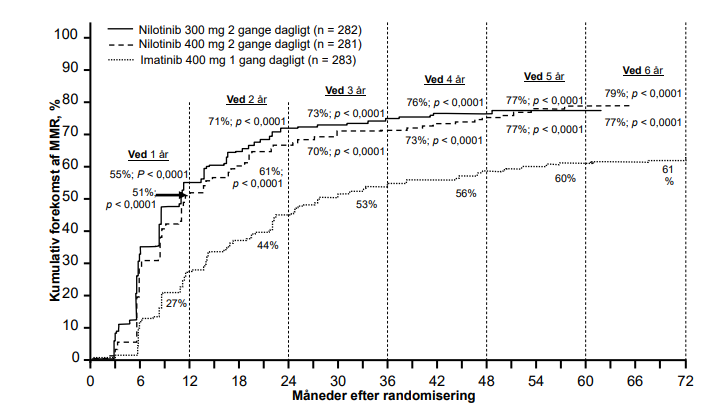 Nilotinib 300 mg 2 gange dagligt (n = 282)
Nilotinib 400 mg 2 gange dagligt (n = 281)
Imatinib 400 mg 1 gang dagligt (n = 283)
Kumulativ forekomst af MMR, %
100
90
80
70
60
50
40
30
20
10
0
Ved 1 år
55%; P < 0,0001
51%;
p < 0,0001
27%
Ved 2 år
71%; p < 0,0001
61%;
p < 0,0001
44%
Ved 3 år
73%; p < 0,0001
70%; p < 0,0001
53%
Ved 4 år
76%; p < 0,0001
73%; p < 0,0001
56%
Ved 5 år
77%; p < 0,0001
77%; p < 0,0001
60%
Ved 6 år
79%; p < 0,0001
77%; p < 0,0001
61
%
0 6 12 18 24 30 36 42 48 54 60 66 72
Måneder efter randomisering